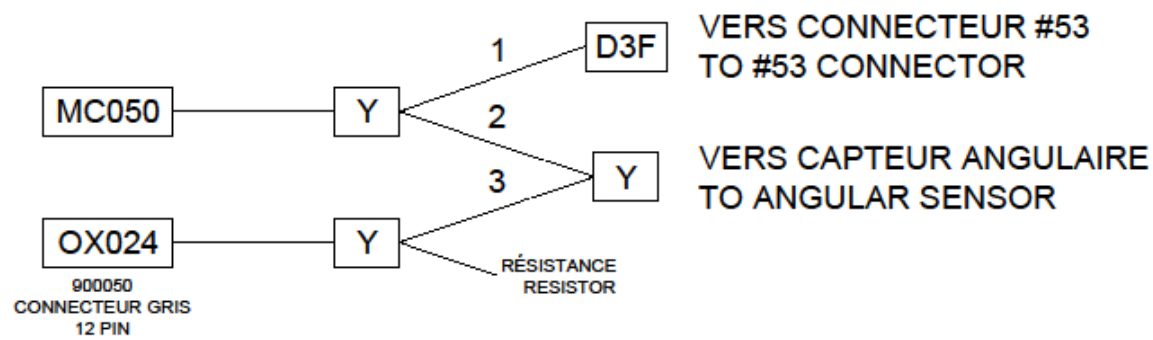 1
D3F
VERS CONNECTEUR #53
TO #53 CONNECTOR
MC050
Y
2
3
Y
VERS CAPTEUR ANGULAIRE
TO ANGULAR SENSOR
OX024
Y
900050
CONNECTEUR GRIS
12 PIN
RÉSISTANCE
RESISTOR